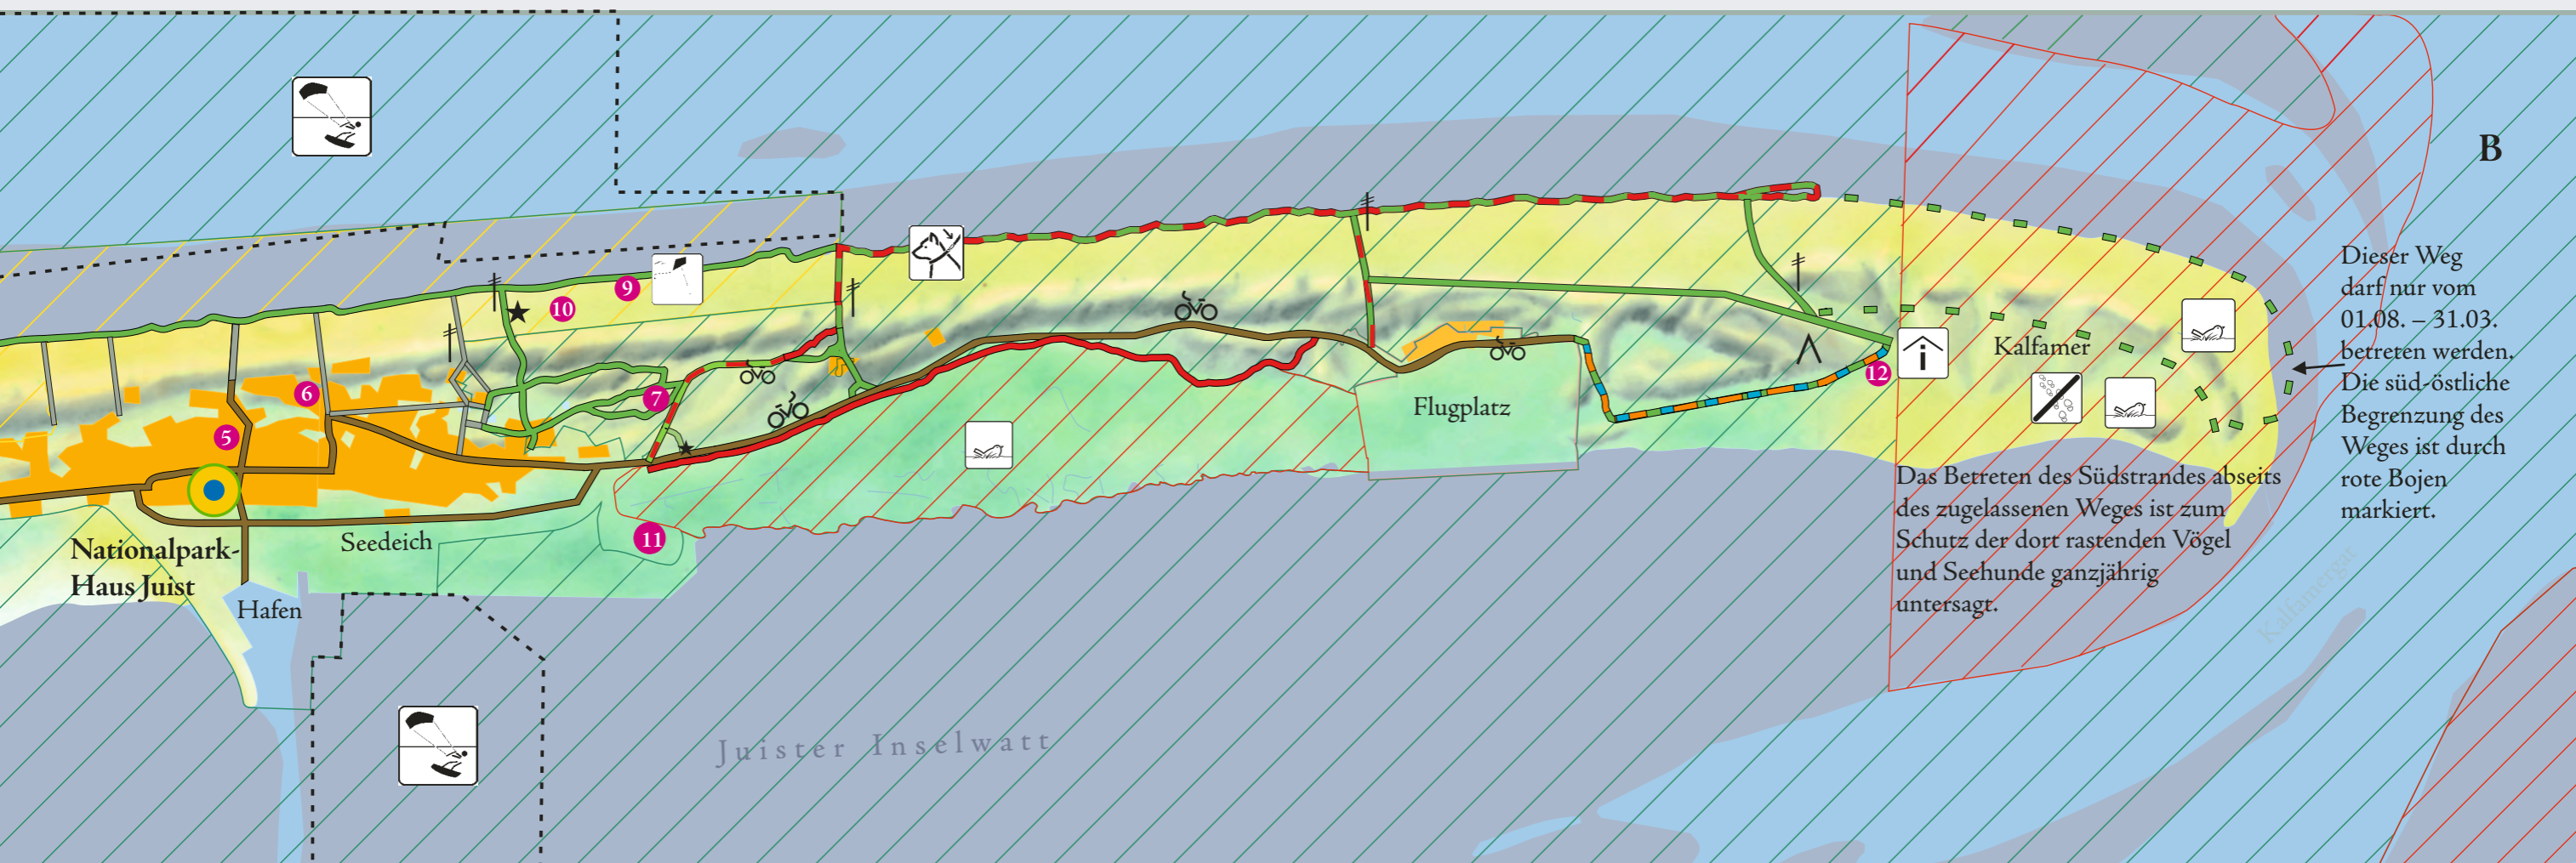 B
Dieser Weg
darf nur vom
01.08. – 31.03.
betreten werden.
Die süd-östliche
Begrenzung des
Weges ist durch
rote Bojen
markiert.
9
10
6
7
5
Kalfamer
i
12
Flugplatz
Das Betreten des Südstrandes abseits
des zugelassenen Weges ist zum
Schutz der dort rastenden Vögel
und Seehunde ganzjährig
untersagt.
11
Seedeich
Nationalpark-
Haus Juist
Hafen
Kalfamergat
Juister Inselwatt